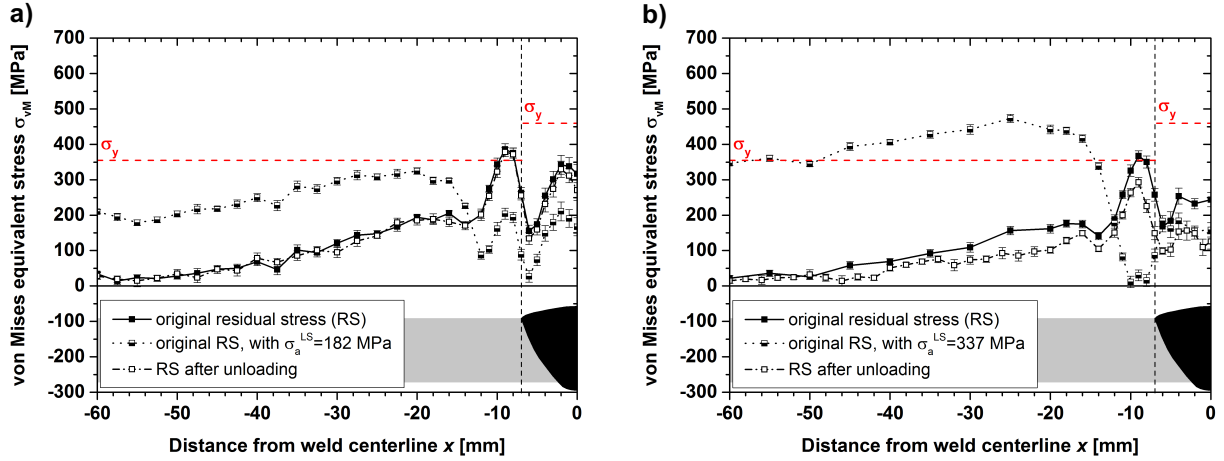 a)
von Mises equivalent stress σvM [MPa]
700
600
500
400
300
200
100
0
-100
-200
-300
σy
σy
original residual stress (RS)
original RS, with σaLS=182 MPa
RS after unloading
-60 -50 -40 -30 -20 -10 0
Distance from weld centerline x [mm]
b)
von Mises equivalent stress σvM [MPa]
700
600
500
400
300
200
100
0
-100
-200
-300
σy
σy
original residual stress (RS)
original RS, with σaLS=337 MPa
RS after unloading
-60 -50 -40 -30 -20 -10 0
Distance from weld centerline x [mm]